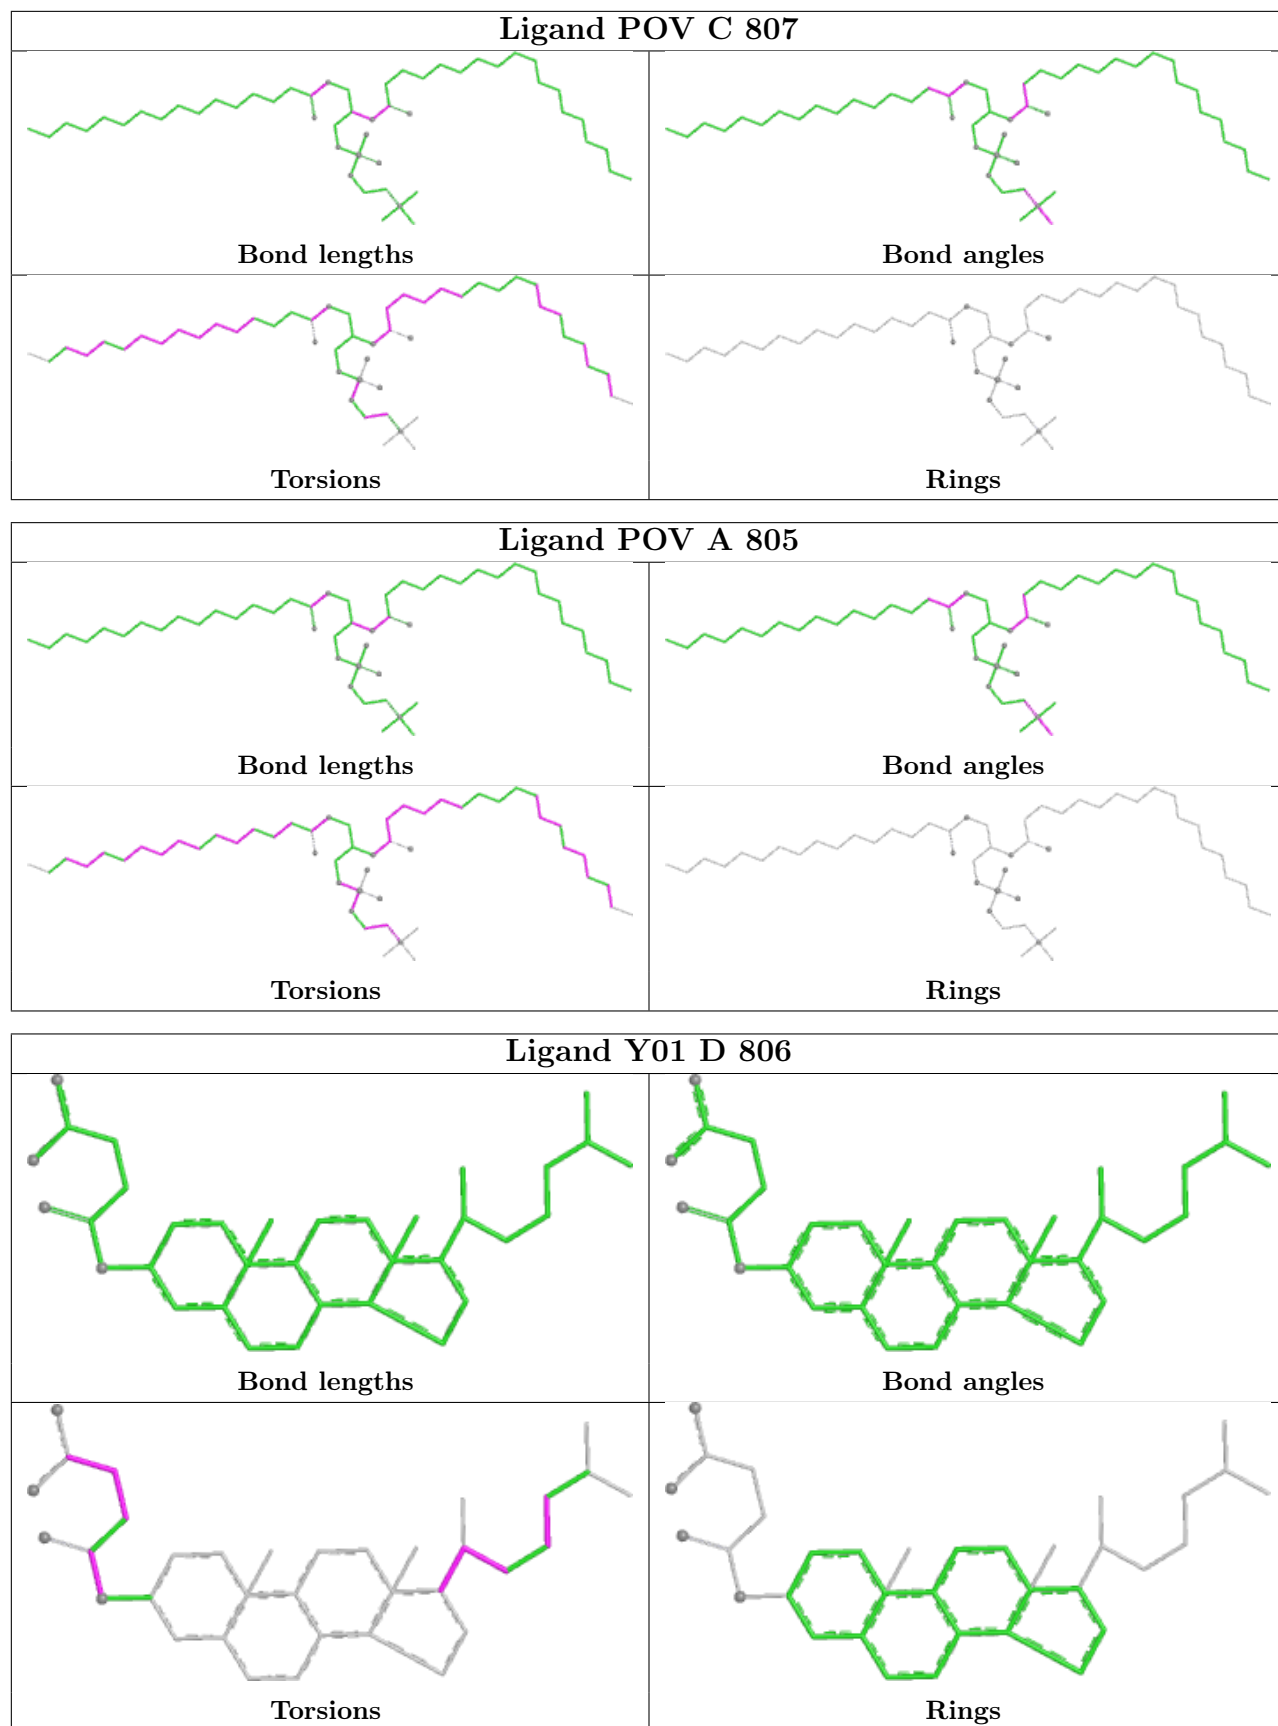 Ligand POV C 807
Bond lengths
Bond angles
Torsions
Rings
Ligand POV A 805
Bond lengths
Bond angles
Torsions
Rings
Ligand Y01 D 806
Bond lengths
Bond angles
Torsions
Rings